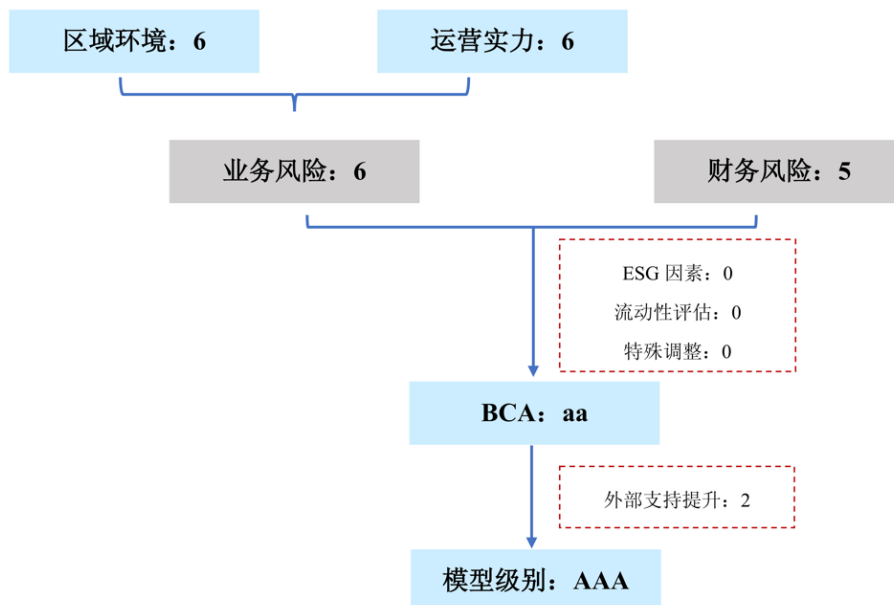 区域环境：6
运营实力：6
业务风险：6
财务风险：5
ESG 因素：0
流动性评估：0
特殊调整：0
BCA：aa
外部支持提升：2
模型级别：AAA